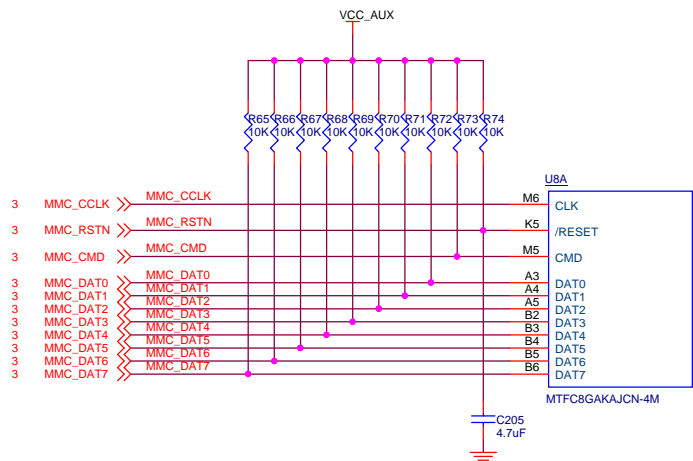 VCC_AUX
R65 R66 R67 R68 R69 R70 R71 R72 R73 R74
10K 10K 10K 10K 10K 10K 10K 10K 10K 10K
U8A
3 MMC_CCLK MMC_CCLK M6 CLK
3 MMC_RSTN MMC_RSTN K5 /RESET
3 MMC_CMD MMC_CMD M5 CMD
3 MMC_DAT0 MMC_DAT0 A3 DAT0
3 MMC_DAT1 MMC_DAT1 A4 DAT1
3 MMC_DAT2 MMC_DAT2 A5 DAT2
3 MMC_DAT3 MMC_DAT3 B2 DAT3
3 MMC_DAT4 MMC_DAT4 B3 DAT4
3 MMC_DAT5 MMC_DAT5 B4 DAT5
3 MMC_DAT6 MMC_DAT6 B5 DAT6
3 MMC_DAT7 MMC_DAT7 B6 DAT7
MTFC8GAKAJCN-4M
C205
4.7uF